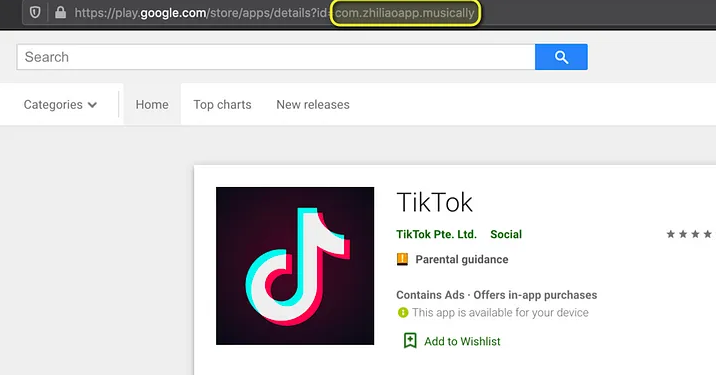 https://play.google.com/store/apps/details?id=com.zhiliaoapp.musically
Search
Categories Home Top charts New releases
TikTok
TikTok Pte. Ltd. Social
Parental guidance
Contains Ads · Offers in-app purchases
This app is available for your device
Add to Wishlist